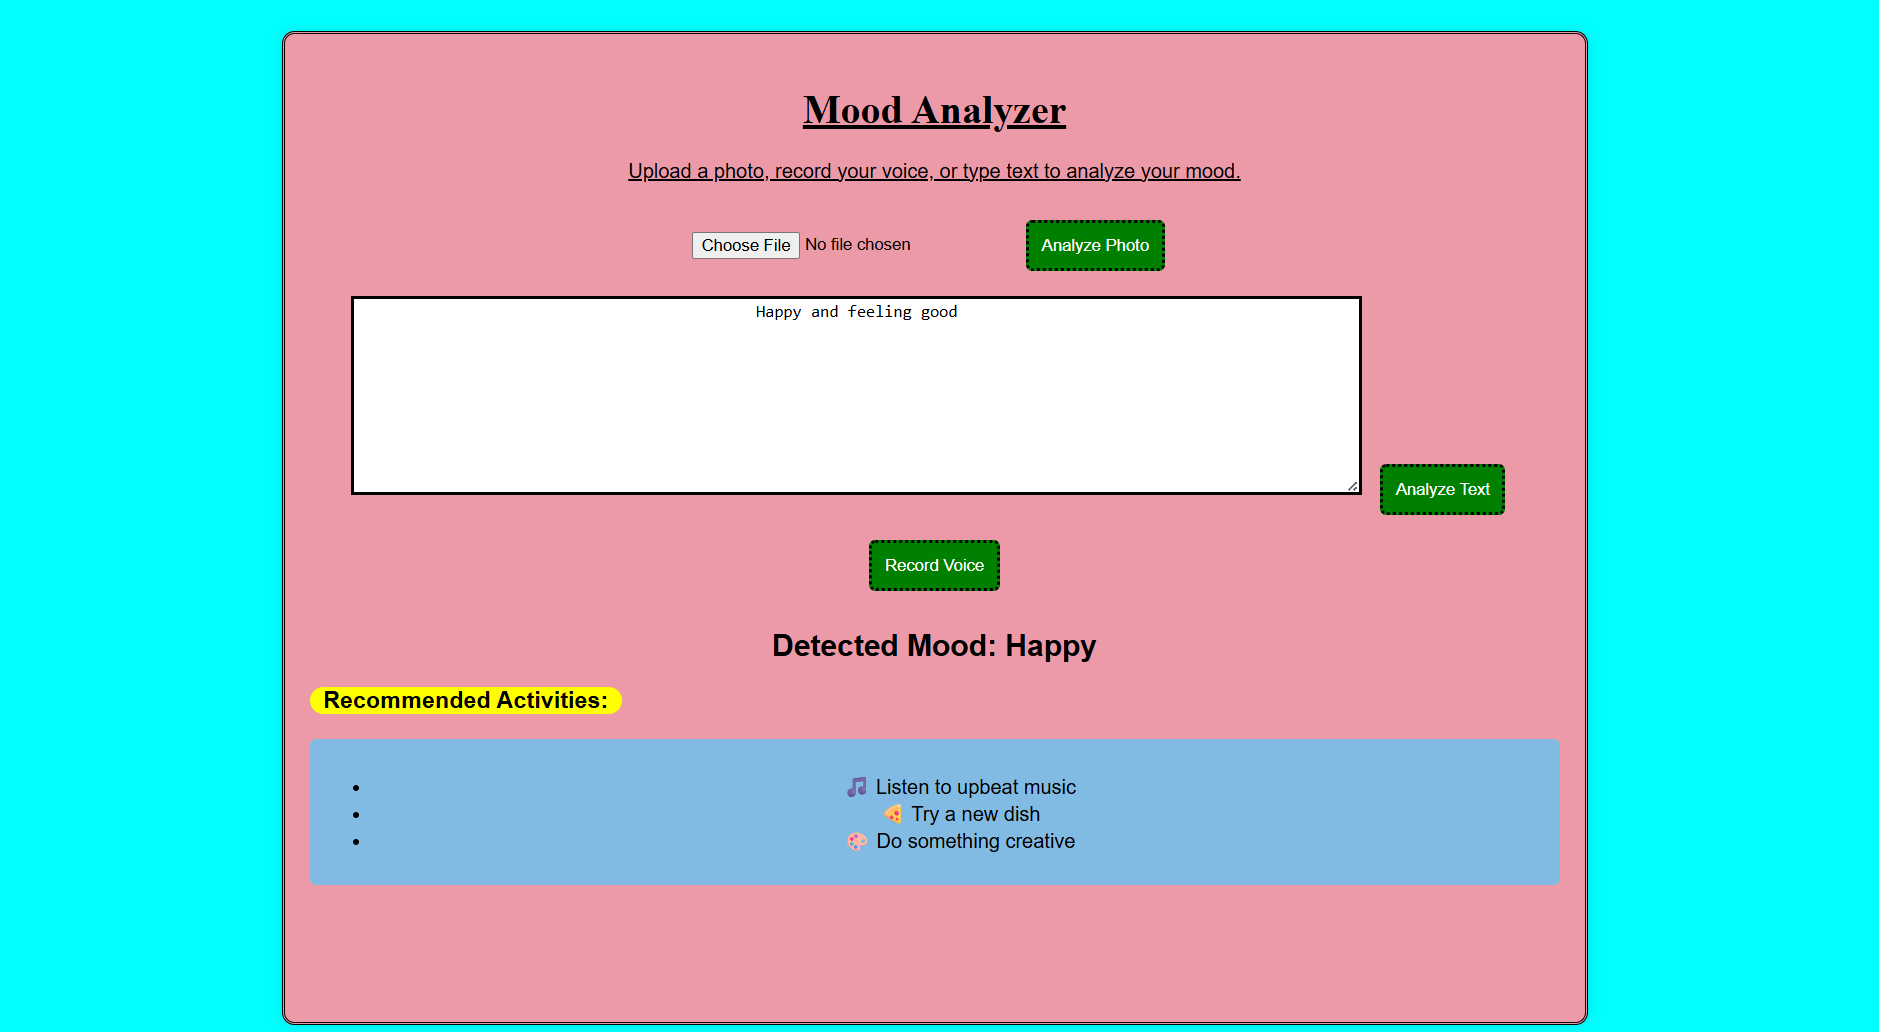 Mood Analyzer
Upload a photo, record your voice, or type text to analyze your mood.
Choose File No file chosen Analyze Photo
Happy and feeling good
Analyze Text
Record Voice
Detected Mood: Happy
Recommended Activities:
• 🎵 Listen to upbeat music
• 🍕 Try a new dish
• 🎨 Do something creative